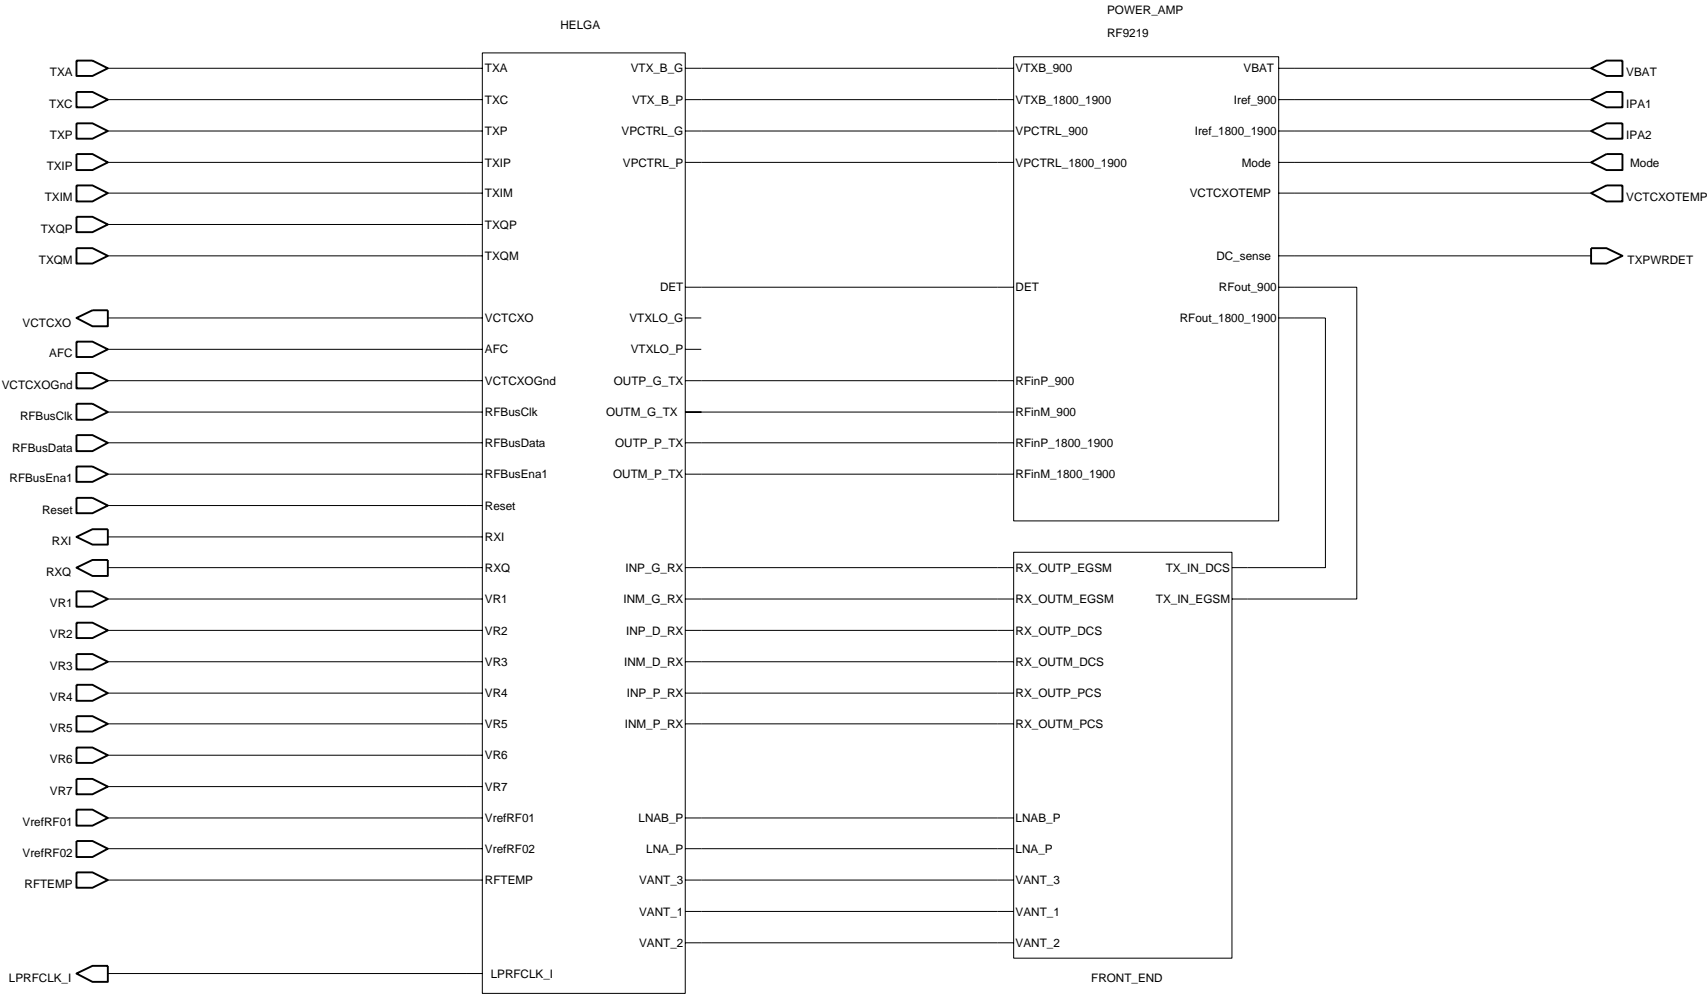 POWER_AMP
HELGA
RF9219
TXA TXA VTX_B_G VTXB_900 VBAT VBAT
TXC TXC VTX_B_P VTXB_1800_1900 Iref_900 IPA1
TXP TXP VPCTRL_G VPCTRL_900 Iref_1800_1900 IPA2
TXIP TXIP VPCTRL_P VPCTRL_1800_1900 Mode Mode
TXIM TXIM VCTCXOTEMP VCTCXOTEMP
TXQP TXQP
TXQM TXQM DC_sense TXPWRDET
DET DET RFout_900
VCTCXO VCTCXO VTXLO_G RFout_1800_1900
AFC AFC VTXLO_P
VCTCXOGnd VCTCXOGnd OUTP_G_TX RFinP_900
RFBusClk RFBusClk OUTM_G_TX RFinM_900
RFBusData RFBusData OUTP_P_TX RFinP_1800_1900
RFBusEna1 RFBusEna1 OUTM_P_TX RFinM_1800_1900
Reset Reset
RXI RXI
RXQ RXQ INP_G_RX RX_OUTP_EGSM TX_IN_DCS
VR1 VR1 INM_G_RX RX_OUTM_EGSM TX_IN_EGSM
VR2 VR2 INP_D_RX RX_OUTP_DCS
VR3 VR3 INM_D_RX RX_OUTM_DCS
VR4 VR4 INP_P_RX RX_OUTP_PCS
VR5 VR5 INM_P_RX RX_OUTM_PCS
VR6 VR6
VR7 VR7
VrefRF01 VrefRF01 LNAB_P LNAB_P
VrefRF02 VrefRF02 LNA_P LNA_P
RFTEMP RFTEMP VANT_3 VANT_3
VANT_1 VANT_1
VANT_2 VANT_2
LPRFCLK_I LPRFCLK_I FRONT_END